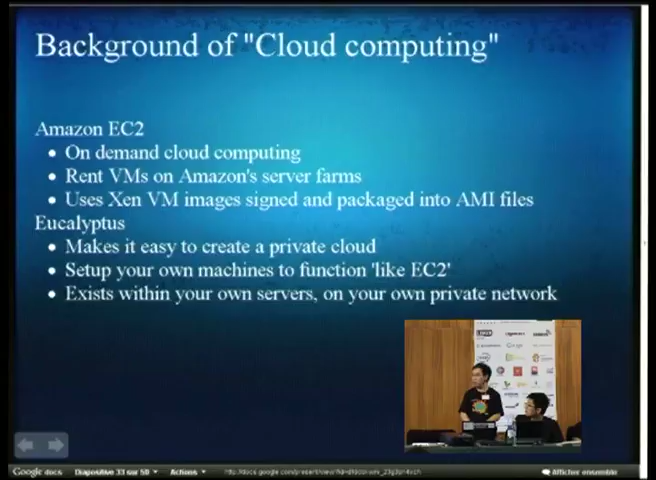 Background of "Cloud computing"
Amazon EC2
On demand cloud computing
Rent VMs on Amazon's server farms
Uses Xen VM images signed and packaged into AMI files
Eucalyptus
Makes it easy to create a private cloud
Setup your own machines to function 'like EC2'
Exists within your own servers, on your own private network
Google
Google docs Diapositive 33 sur 50 Actions Afficher ensemble